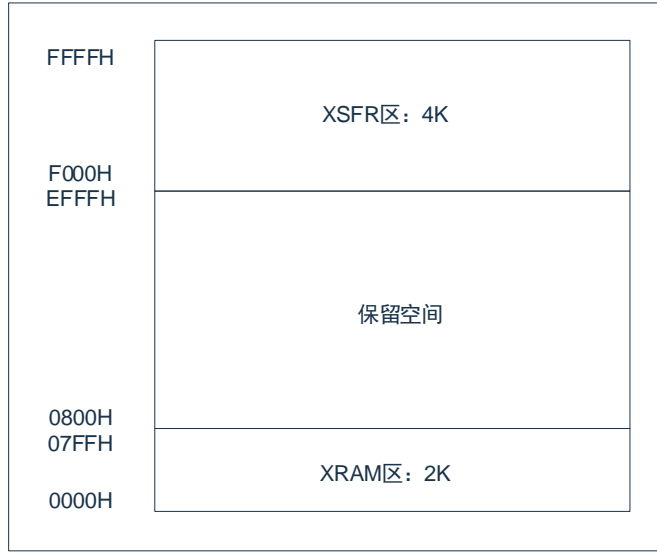 FFFFH
XSFR区：4K
F000H
EFFFH
保留空间
0800H
07FFH
XRAM区：2K
0000H